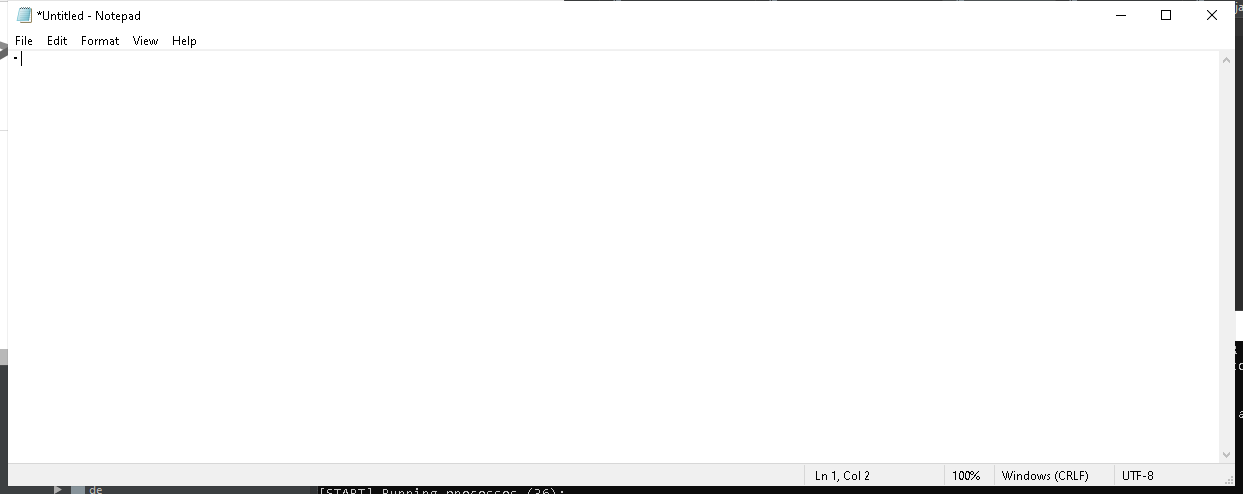 *Untitled - Notepad
File Edit Format View Help
-
Ln 1, Col 2 100% Windows (CRLF) UTF-8
de [START] Running processes (36):